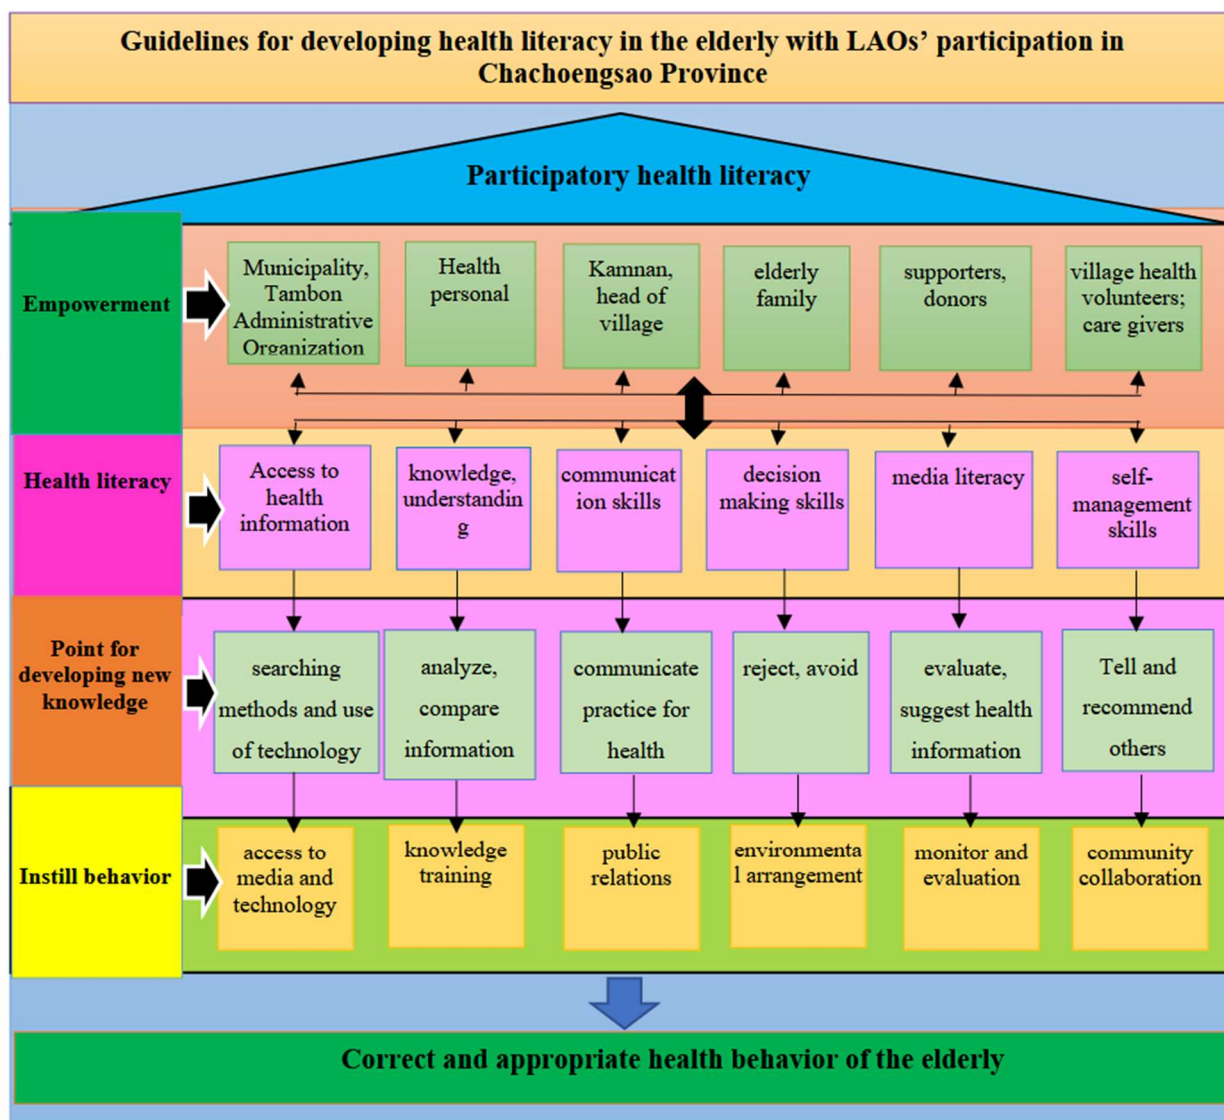 Guidelines for developing health literacy in the elderly with LAOs’ participation in
Chachoengsao Province
Participatory health literacy
Empowerment
Municipality,
Tambon
Administrative
Organization
Health
personal
Kamnan,
head of
village
elderly
family
supporters,
donors
village health
volunteers;
care givers
Health literacy
Access to
health
information
knowledge,
understandin
g
communicat
ion skills
decision
making skills
media literacy
self-
management
skills
Point for
developing new
knowledge
searching
methods and use
of technology
analyze,
compare
information
communicate
practice for
health
reject, avoid
evaluate,
suggest health
information
Tell and
recommend
others
Instill behavior
access to
media and
technology
knowledge
training
public
relations
environmenta
l arrangement
monitor and
evaluation
community
collaboration
Correct and appropriate health behavior of the elderly